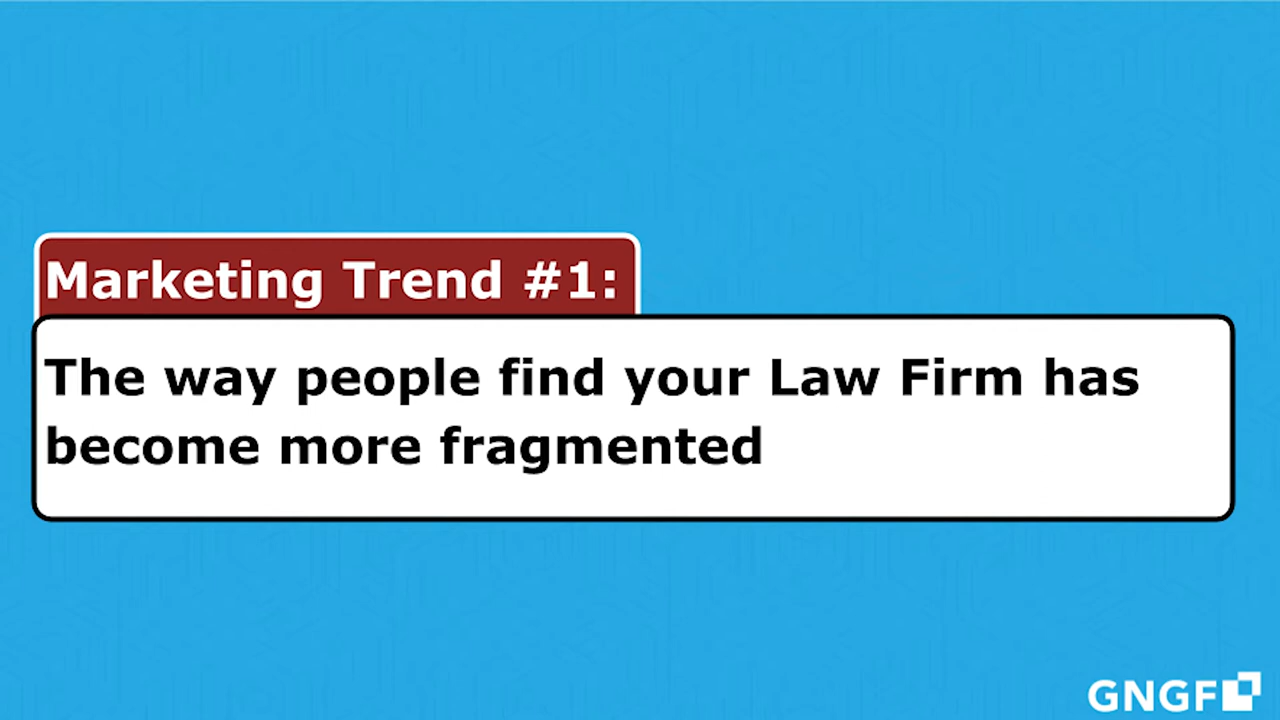 Marketing Trend #1:
The way people find your Law Firm has
become more fragmented
GNGF